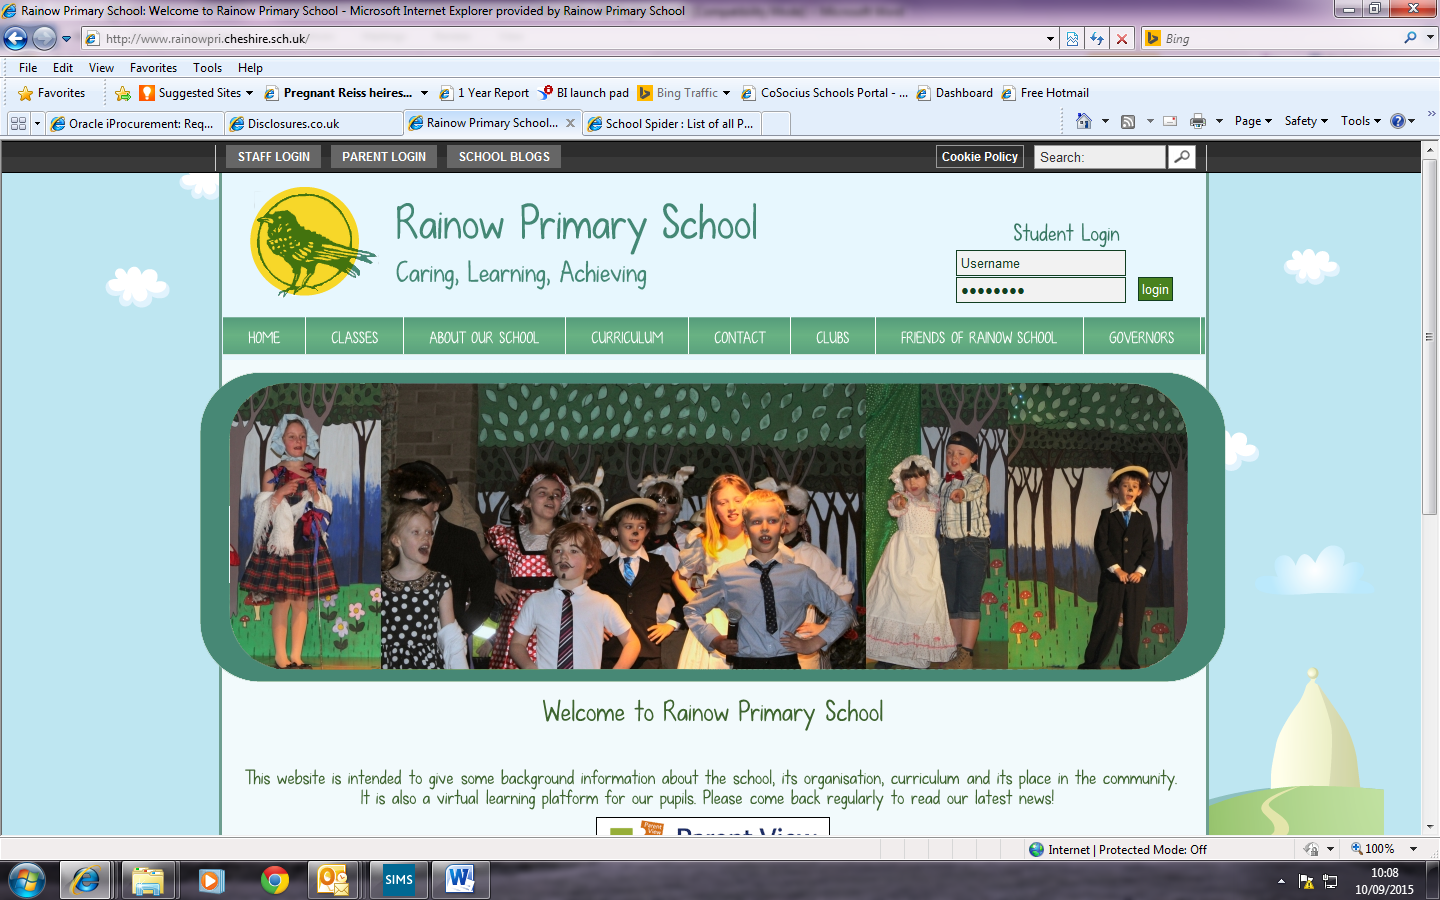 Rainow Primary School: Welcome to Rainow Primary School - Microsoft Internet Explorer provided by Rainow Primary School
http://www.rainowpri.cheshire.sch.uk/
Bing
File Edit View Favorites Tools Help
Favorites Suggested Sites Pregnant Reiss heires... 1 Year Report BI launch pad Bing Traffic CoSocius Schools Portal - ... Dashboard Free Hotmail
Oracle iProcurement: Req... Disclosures.co.uk Rainow Primary School... School Spider : List of all P... Page Safety Tools
STAFF LOGIN PARENT LOGIN SCHOOL BLOGS Cookie Policy Search:
Rainow Primary School
Caring, Learning, Achieving
Student Login
Username
login
HOME CLASSES ABOUT OUR SCHOOL CURRICULUM CONTACT CLUBS FRIENDS OF RAINOW SCHOOL GOVERNORS
Welcome to Rainow Primary School
This website is intended to give some background information about the school, its organisation, curriculum and its place in the community.
It is also a virtual learning platform for our pupils. Please come back regularly to read our latest news!
Parent View
Parent View
Internet | Protected Mode: Off 100%
SIMS
10:08
10/09/2015